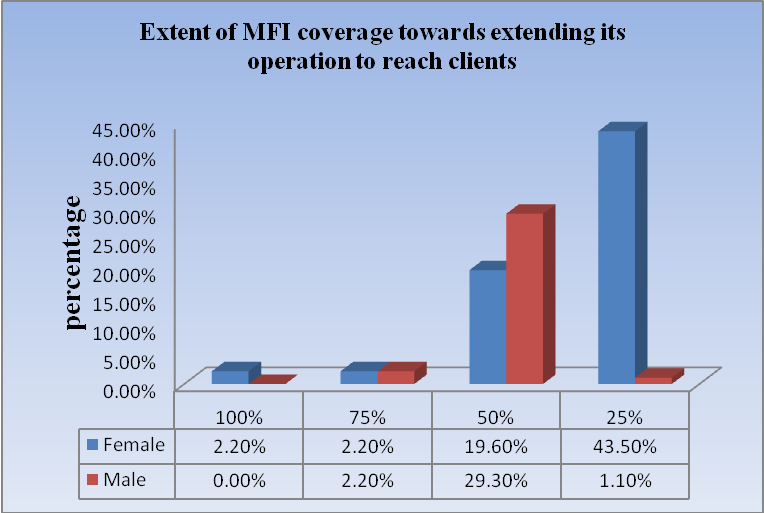 Extent of MFI coverage towards extending its
operation to reach clients
percentage
45.00%
40.00%
35.00%
30.00%
25.00%
20.00%
15.00%
10.00%
5.00%
0.00%
100% 75% 50% 25%
Female 2.20% 2.20% 19.60% 43.50%
Male 0.00% 2.20% 29.30% 1.10%